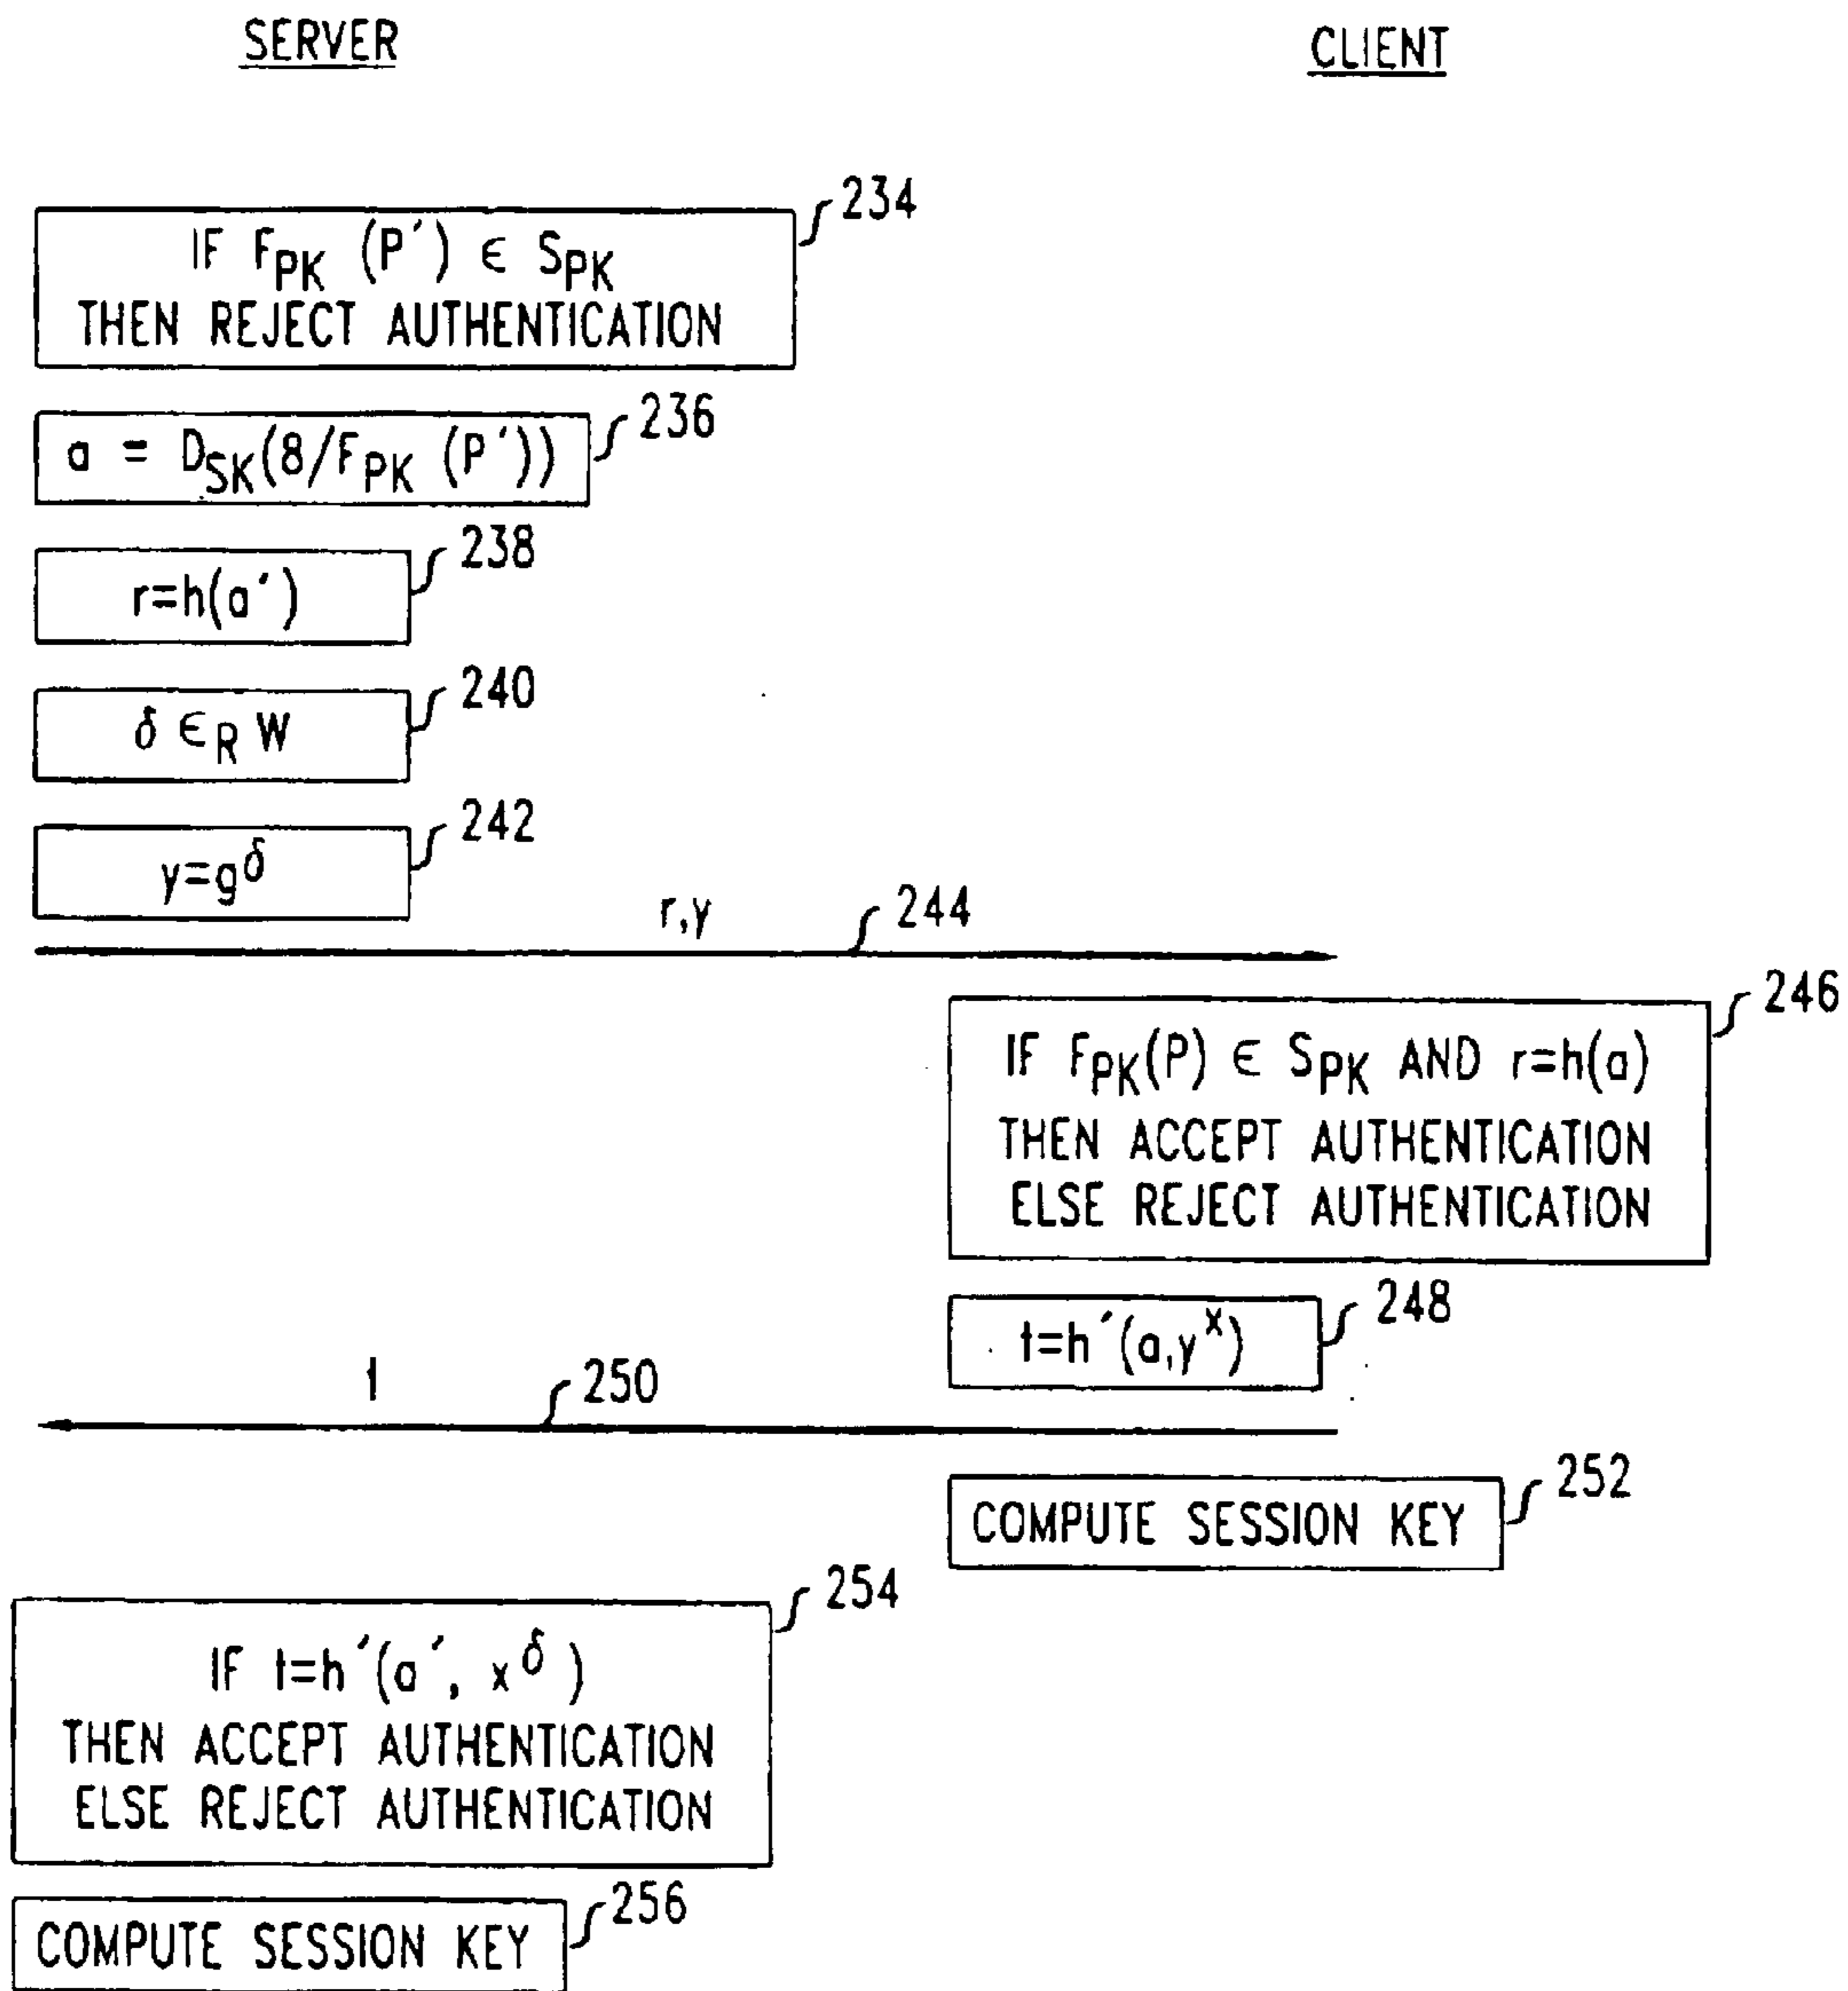 SERVER
CLIENT
234
IF F_PK (P′) ∈ S_PK
THEN REJECT AUTHENTICATION
236
a = D_SK(8/F_PK (P′))
238
r=h(a′)
240
δ ∈_R W
242
y=g^δ
r,y
244
246
IF F_PK(P) ∈ S_PK AND r=h(a)
THEN ACCEPT AUTHENTICATION
ELSE REJECT AUTHENTICATION
248
t=h′(a,y^x)
t
250
252
COMPUTE SESSION KEY
254
IF t=h′(a′, x^δ)
THEN ACCEPT AUTHENTICATION
ELSE REJECT AUTHENTICATION
256
COMPUTE SESSION KEY